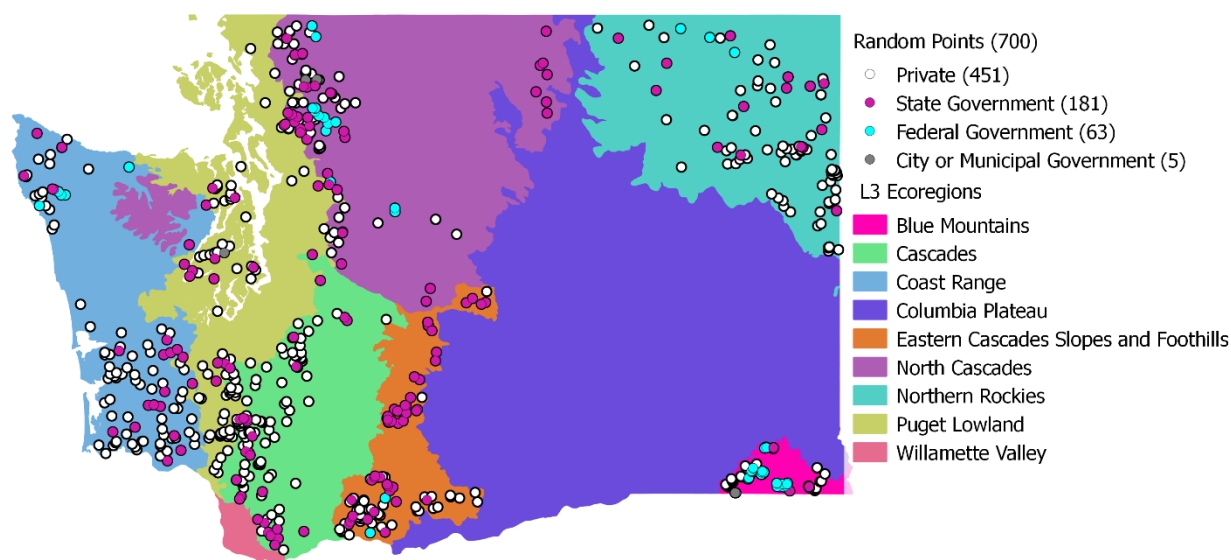 Random Points (700)
Private (451)
State Government (181)
Federal Government (63)
City or Municipal Government (5)
L3 Ecoregions
Blue Mountains
Cascades
Coast Range
Columbia Plateau
Eastern Cascades Slopes and Foothills
North Cascades
Northern Rockies
Puget Lowland
Willamette Valley